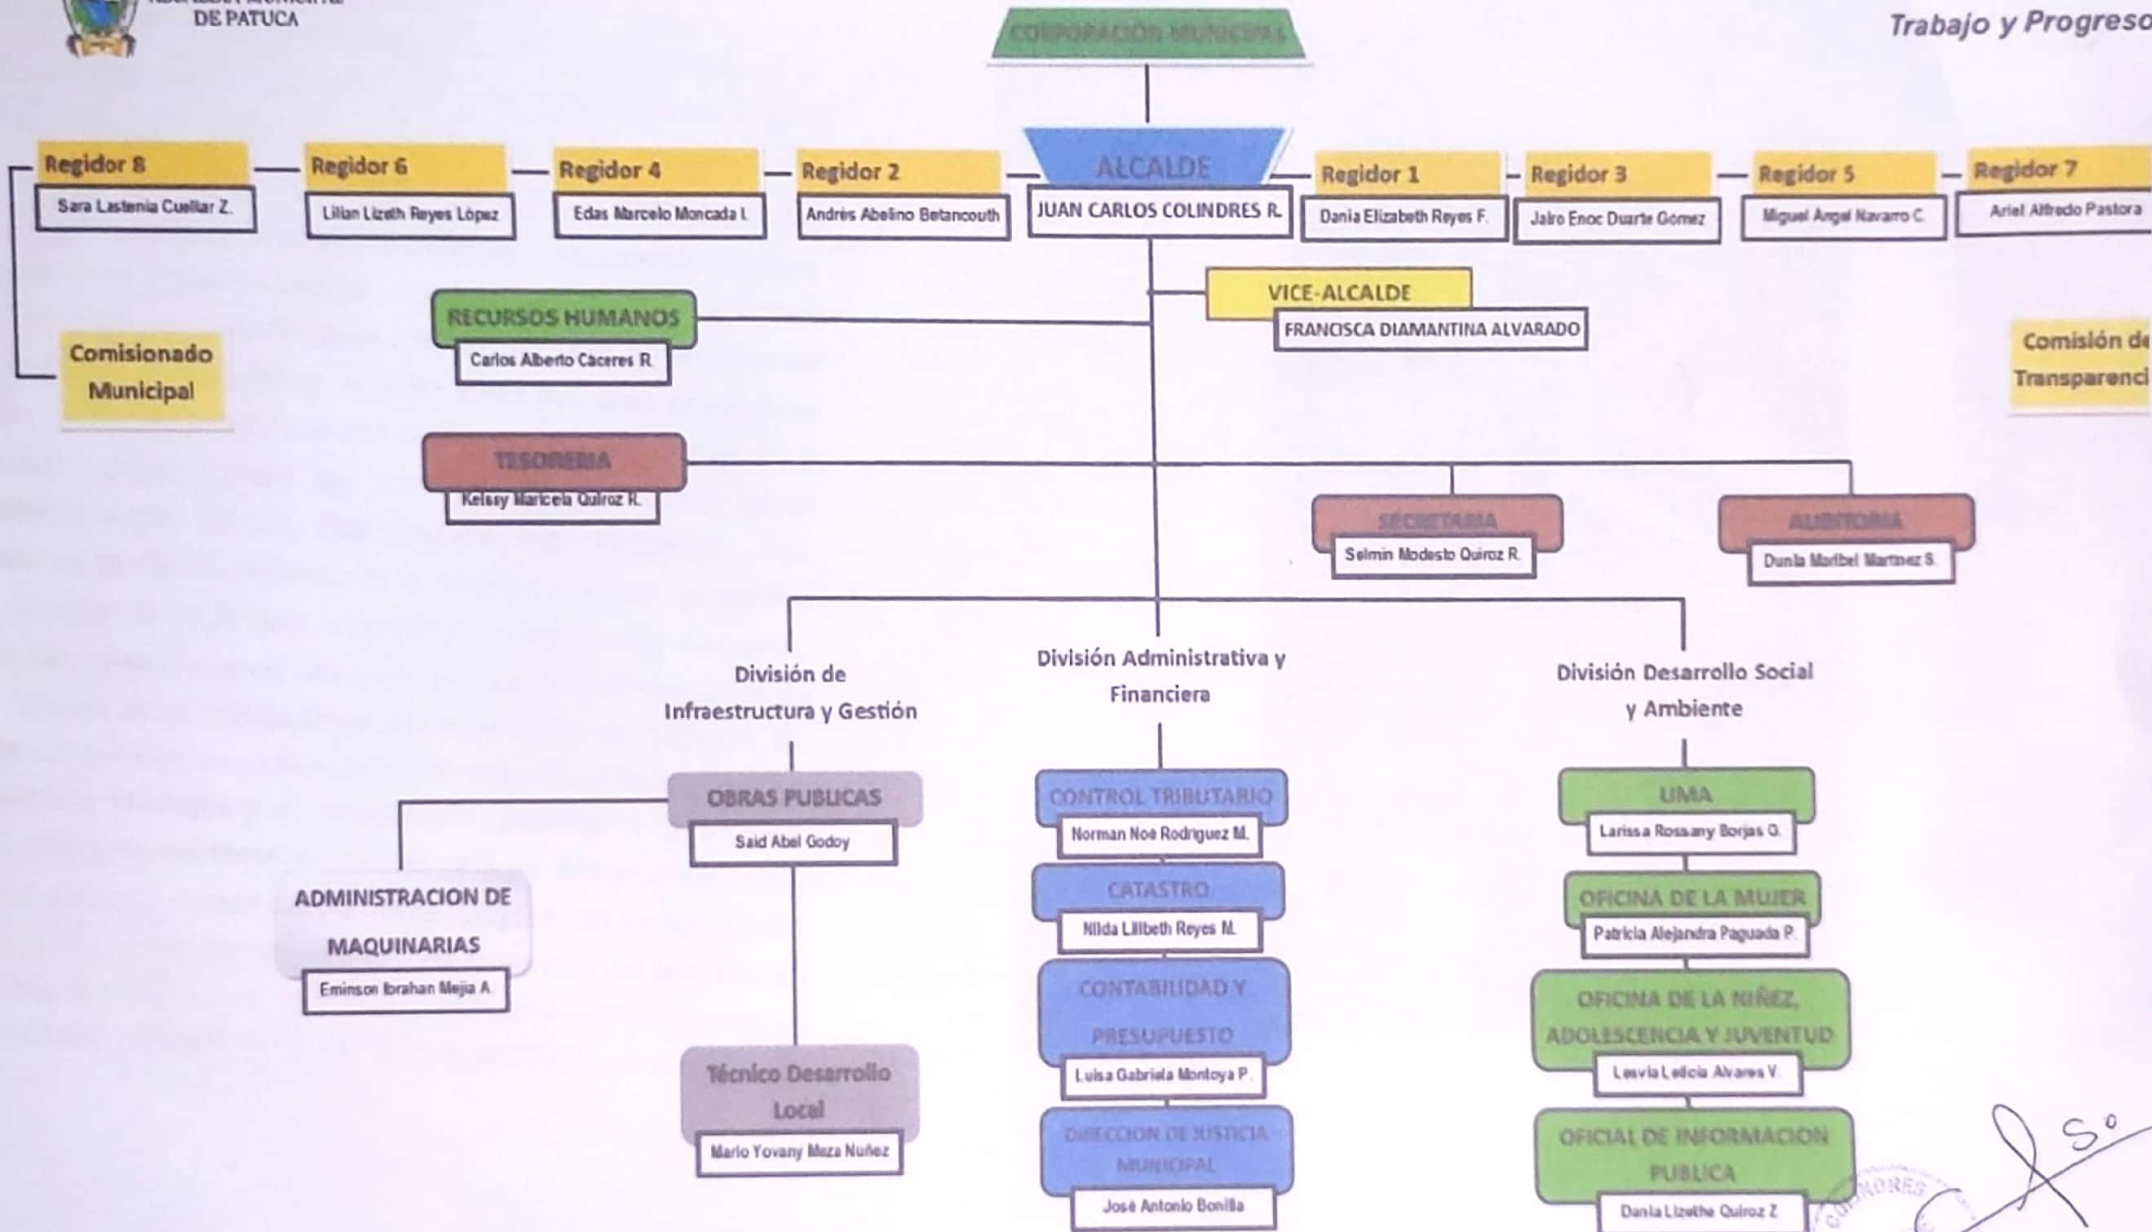 DE PATUCA
Trabajo y Progreso
CORPORACION MUNICIPAL
Regidor 8
Sara Lastenia Cuellar Z.
Regidor 6
Lilian Lizeth Reyes López
Regidor 4
Edas Marcelo Moncada I.
Regidor 2
Andrés Abelino Betancouth
ALCALDE
JUAN CARLOS COLINDRES R.
Regidor 1
Dania Elizabeth Reyes F.
Regidor 3
Jairo Enoc Duarte Gomez
Regidor 5
Miguel Angel Navarro C.
Regidor 7
Ariel Alfredo Pastora
VICE-ALCALDE
FRANCISCA DIAMANTINA ALVARADO
RECURSOS HUMANOS
Carlos Alberto Cáceres R.
Comisionado
Municipal
Comisión de
Transparenci
TESORERIA
Kelssy Maricela Quiroz R.
SECRETARIA
Selmin Modesto Quiroz R.
AUDITORIA
Dunia Maribel Martinez S.
División de
Infraestructura y Gestión
División Administrativa y
Financiera
División Desarrollo Social
y Ambiente
OBRAS PUBLICAS
Said Abel Godoy
ADMINISTRACION DE
MAQUINARIAS
Eminson Ibrahan Mejia A.
Técnico Desarrollo
Local
Mario Yovany Meza Nuñez
CONTROL TRIBUTARIO
Norman Noé Rodriguez M.
CATASTRO
Nilda Lilibeth Reyes M.
CONTABILIDAD Y
PRESUPUESTO
Luisa Gabriela Montoya P.
DIRECCION DE JUSTICIA
MUNICIPAL
José Antonio Bonilla
UMA
Larissa Rossany Borjas O.
OFICINA DE LA MUJER
Patricia Alejandra Paguada P.
OFICINA DE LA NIÑEZ,
ADOLESCENCIA Y JUVENTUD
Lesvia Leticia Alvares V.
OFICIAL DE INFORMACION
PUBLICA
Dania Lizethe Quiroz Z.